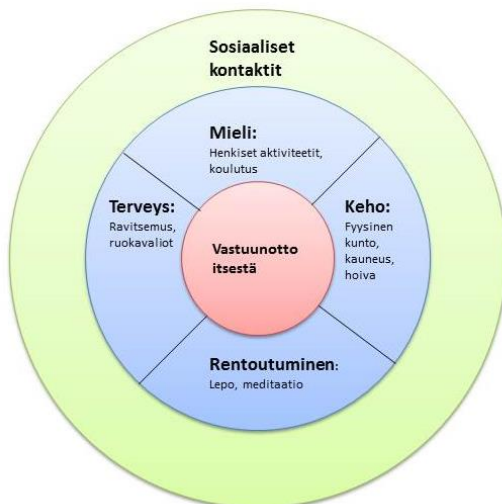 Sosiaaliset
kontaktit
Mieli:
Henkiset aktiviteetit,
koulutus
Terveys:
Ravitsemus,
ruokavaliot
Keho:
Fyysinen
kunto,
kauneus,
hoiva
Vastuunotto
itsestä
Rentoutuminen:
Lepo, meditaatio